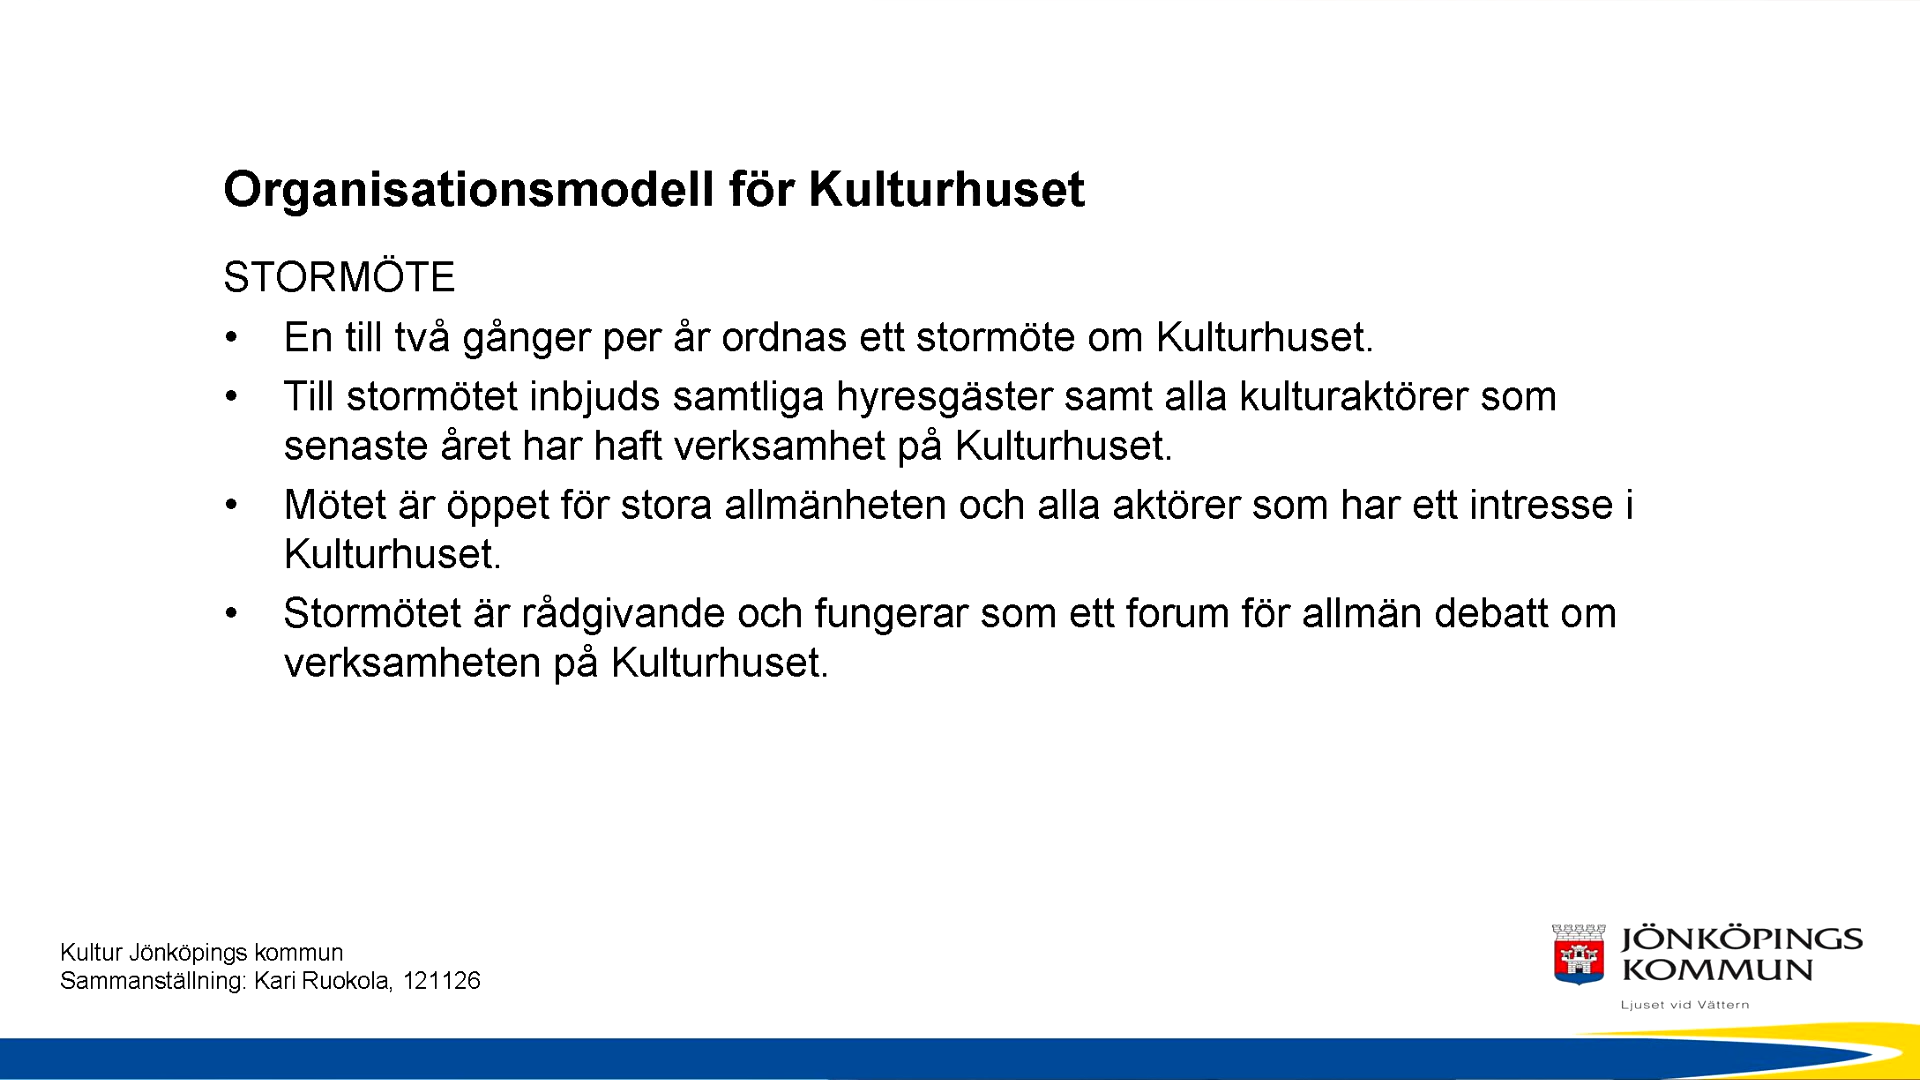 Organisationsmodell för Kulturhuset
STORMÖTE
• En till två gånger per år ordnas ett stormöte om Kulturhuset.
• Till stormötet inbjuds samtliga hyresgäster samt alla kulturaktörer som
senaste året har haft verksamhet på Kulturhuset.
• Mötet är öppet för stora allmänheten och alla aktörer som har ett intresse i
Kulturhuset.
• Stormötet är rådgivande och fungerar som ett forum för allmän debatt om
verksamheten på Kulturhuset.
Kultur Jönköpings kommun
Sammanställning: Kari Ruokola, 121126
JÖNKÖPINGS
KOMMUN
Ljuset vid Vättern